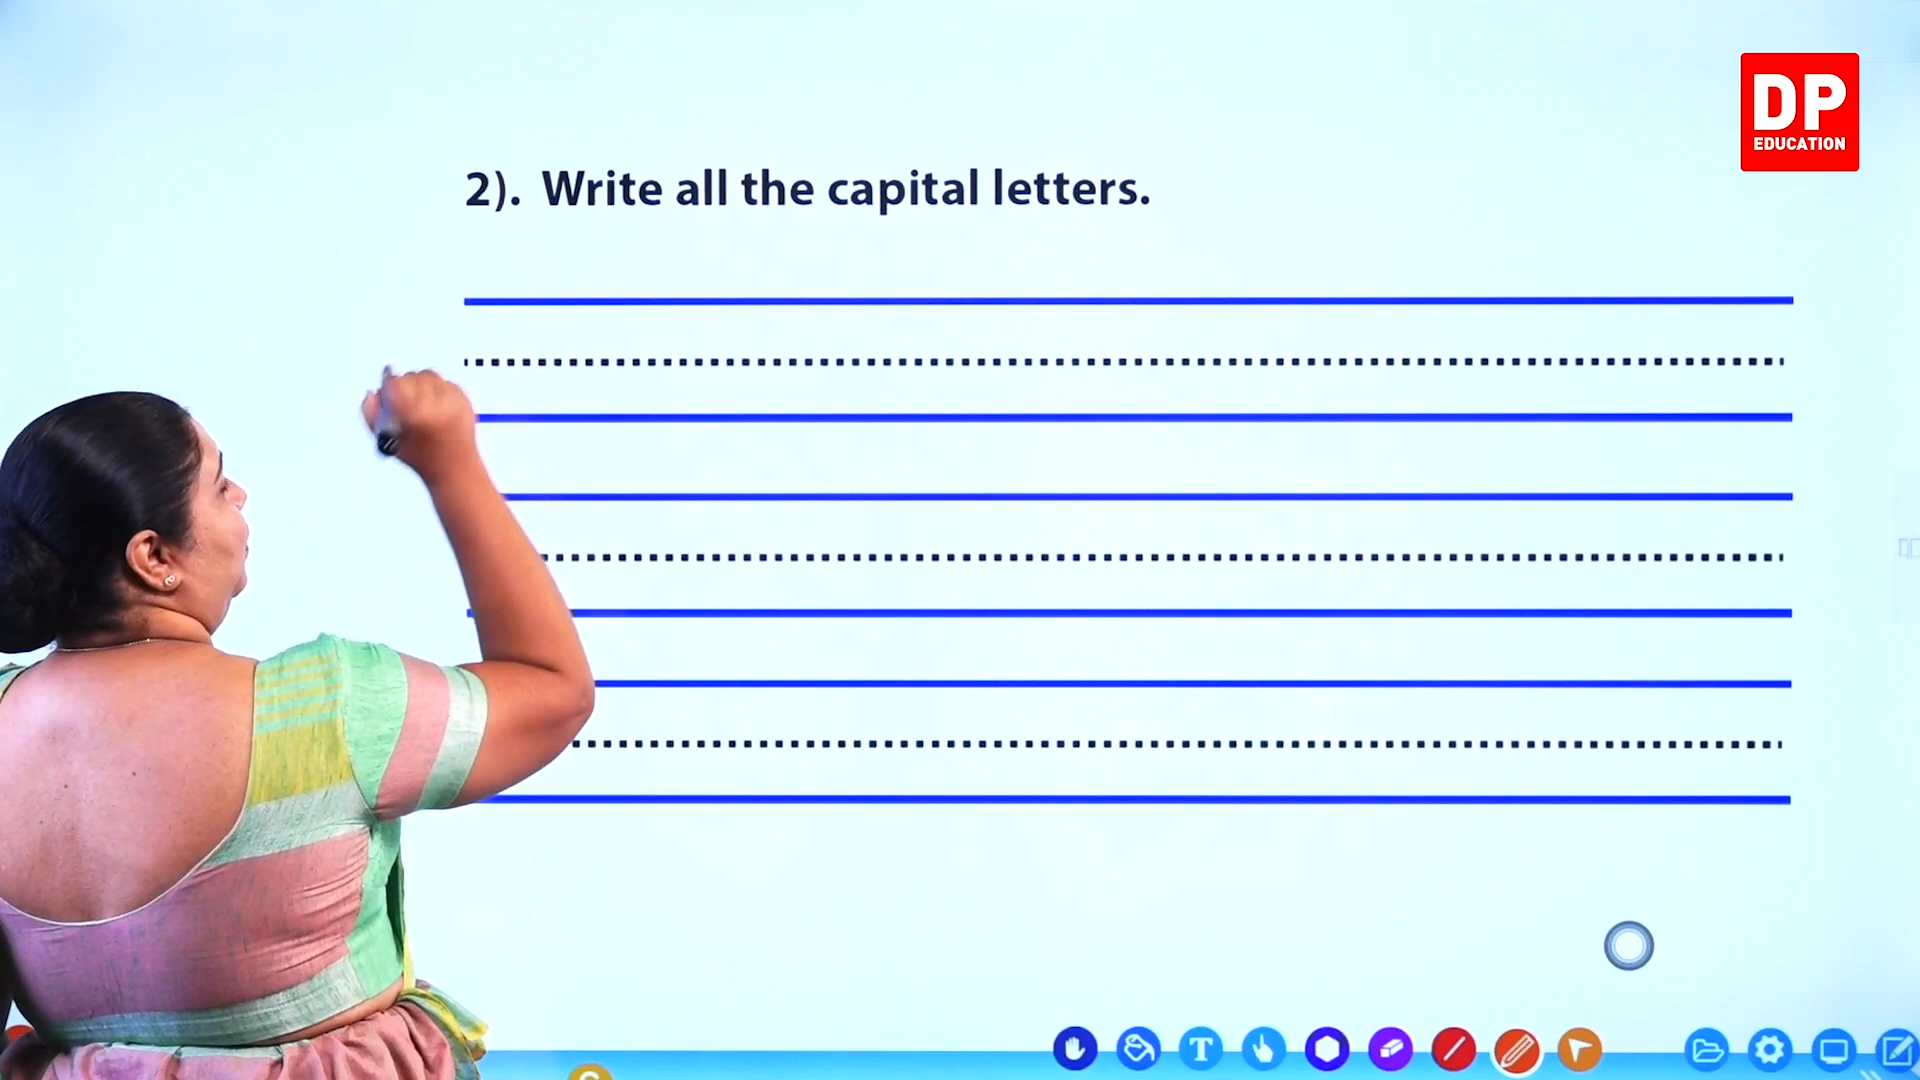 DP
EDUCATION
2). Write all the capital letters.
T